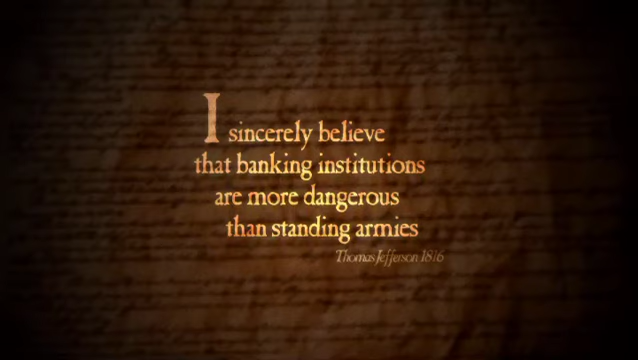 I sincerely believe
that banking institutions
are more dangerous
than standing armies
Thomas Jefferson 1816